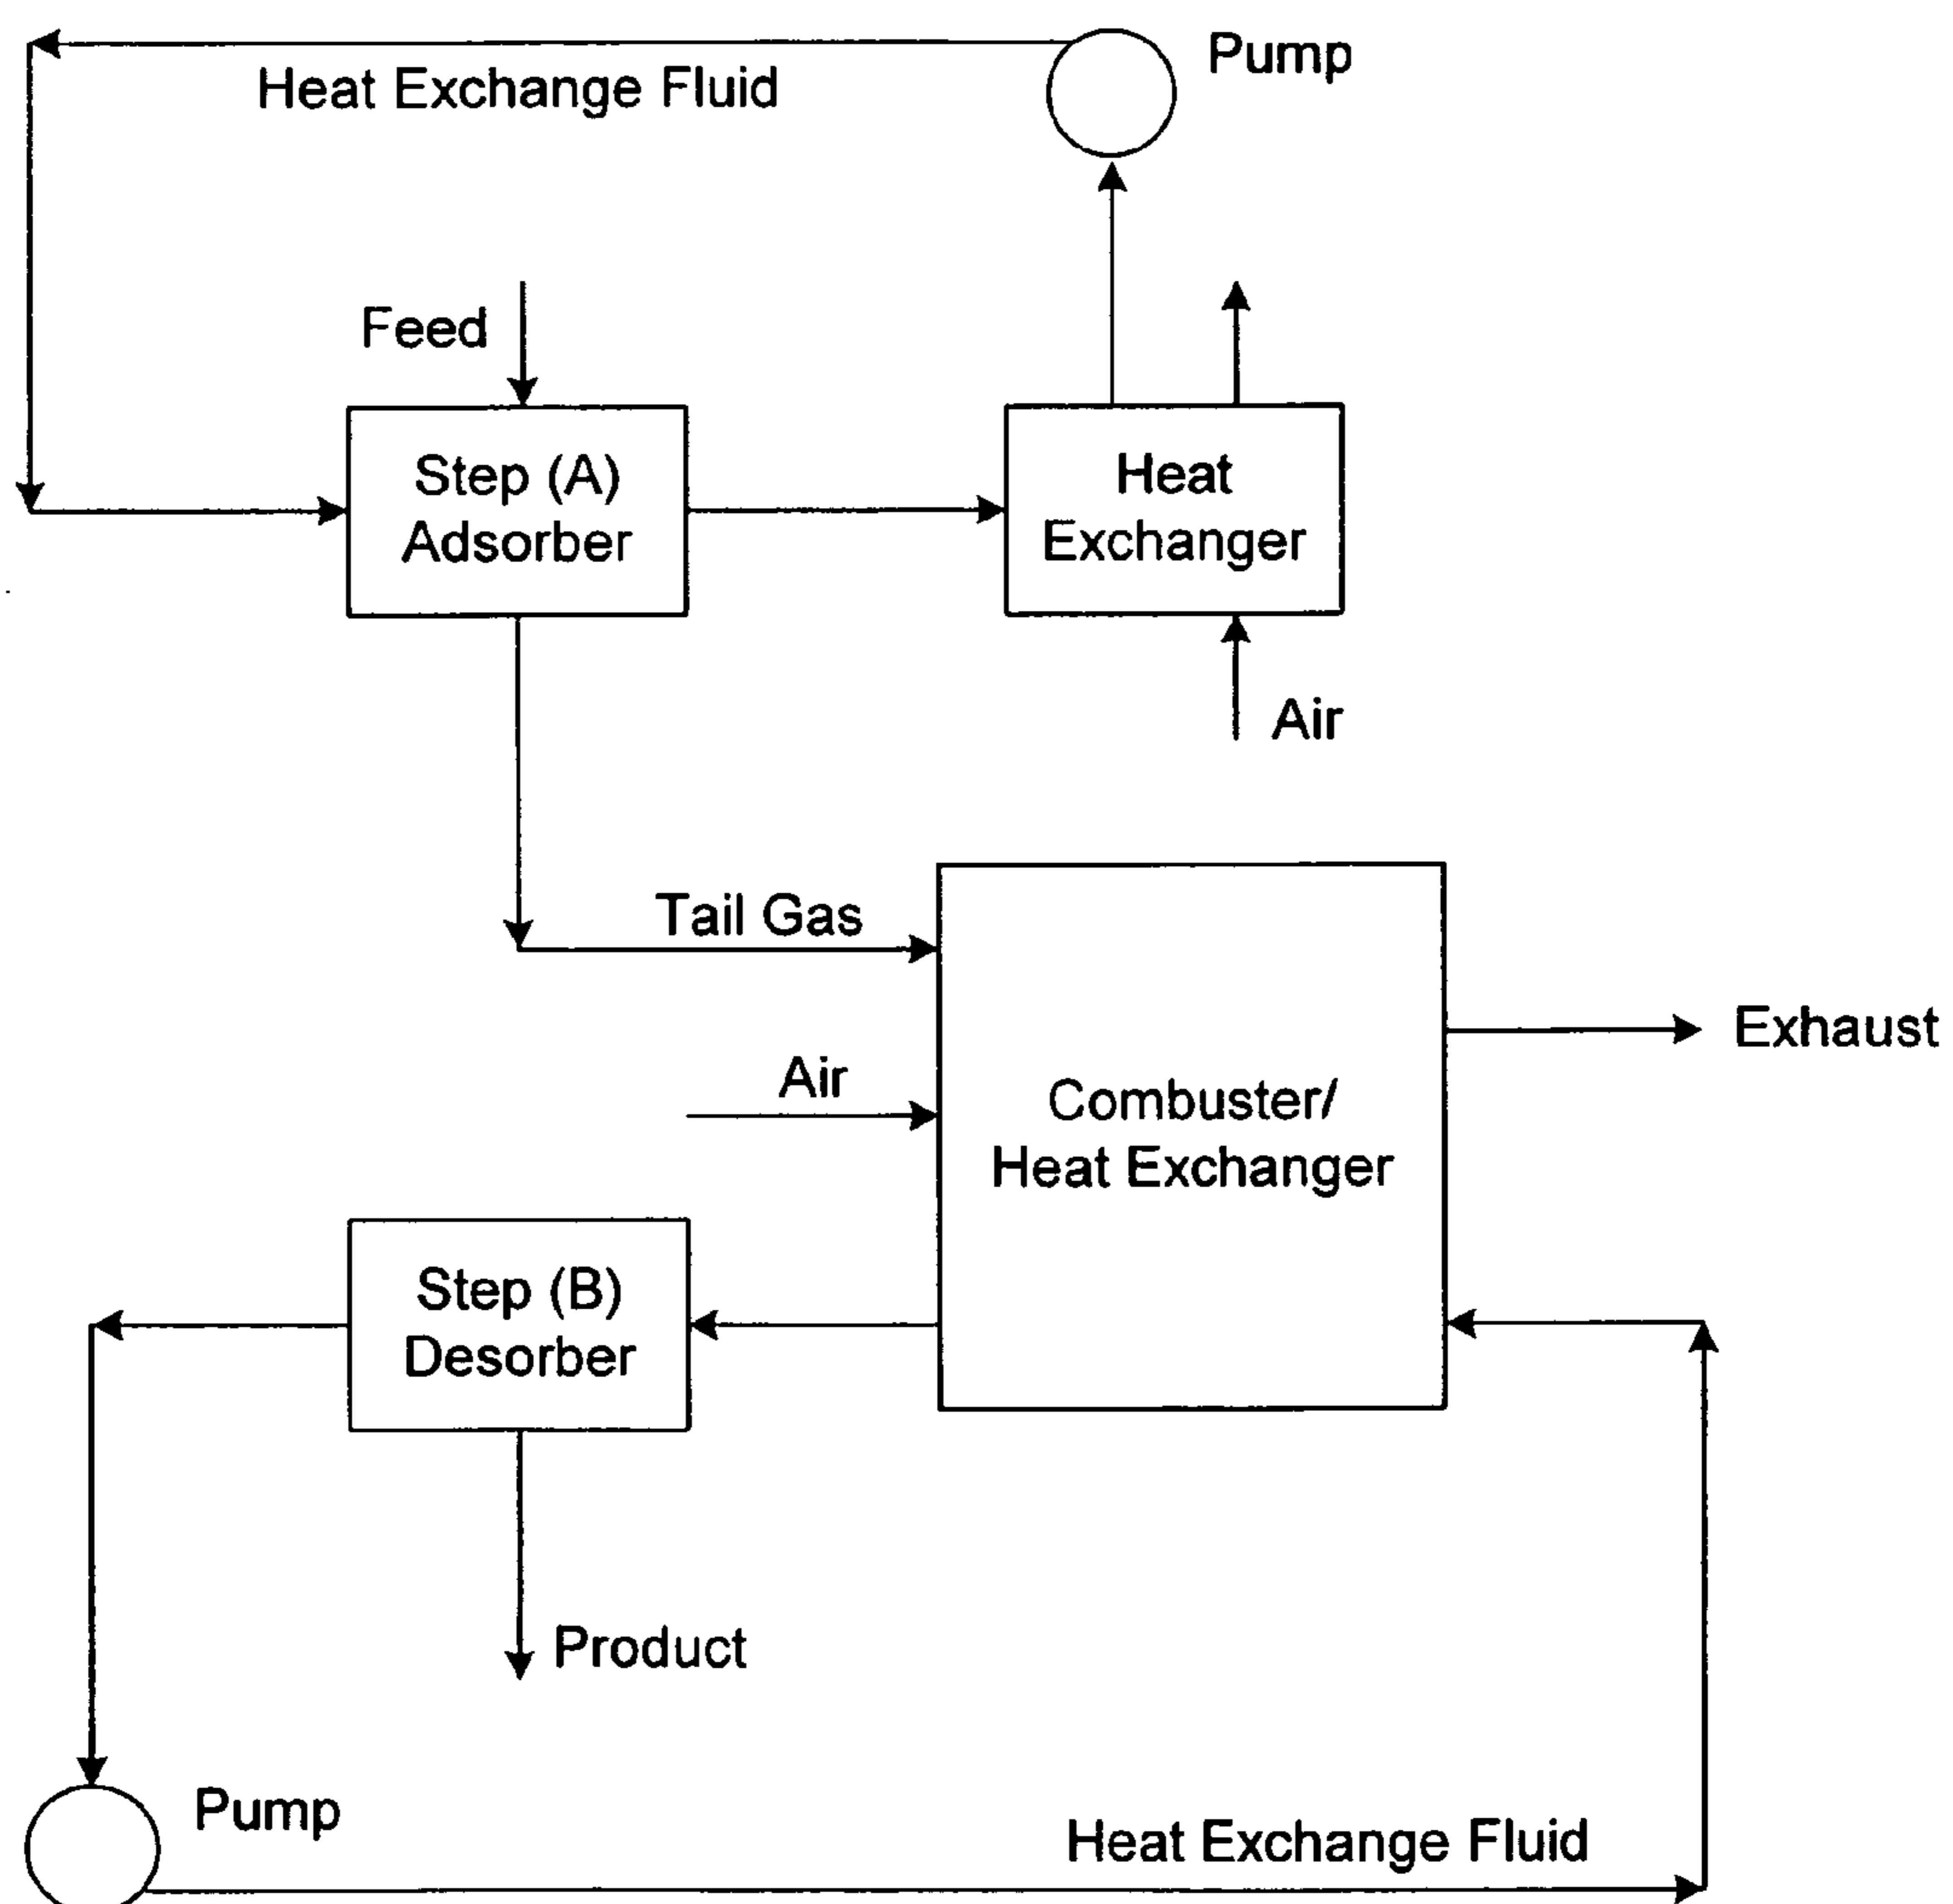 Pump
Heat Exchange Fluid
Feed
Step (A)
Adsorber
Heat
Exchanger
Air
Tail Gas
Exhaust
Air
Combuster/
Heat Exchanger
Step (B)
Desorber
Product
Pump
Heat Exchange Fluid